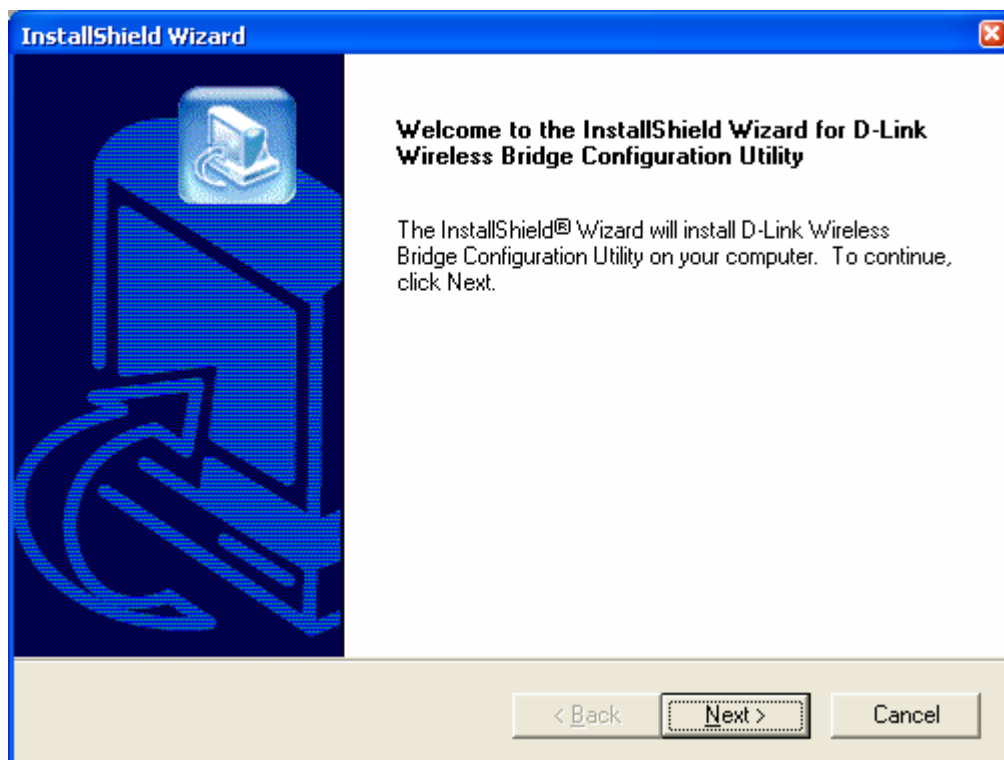 InstallShield Wizard
Welcome to the InstallShield Wizard for D-Link
Wireless Bridge Configuration Utility
The InstallShield® Wizard will install D-Link Wireless
Bridge Configuration Utility on your computer.  To continue,
click Next.
< Back
Next >
Cancel